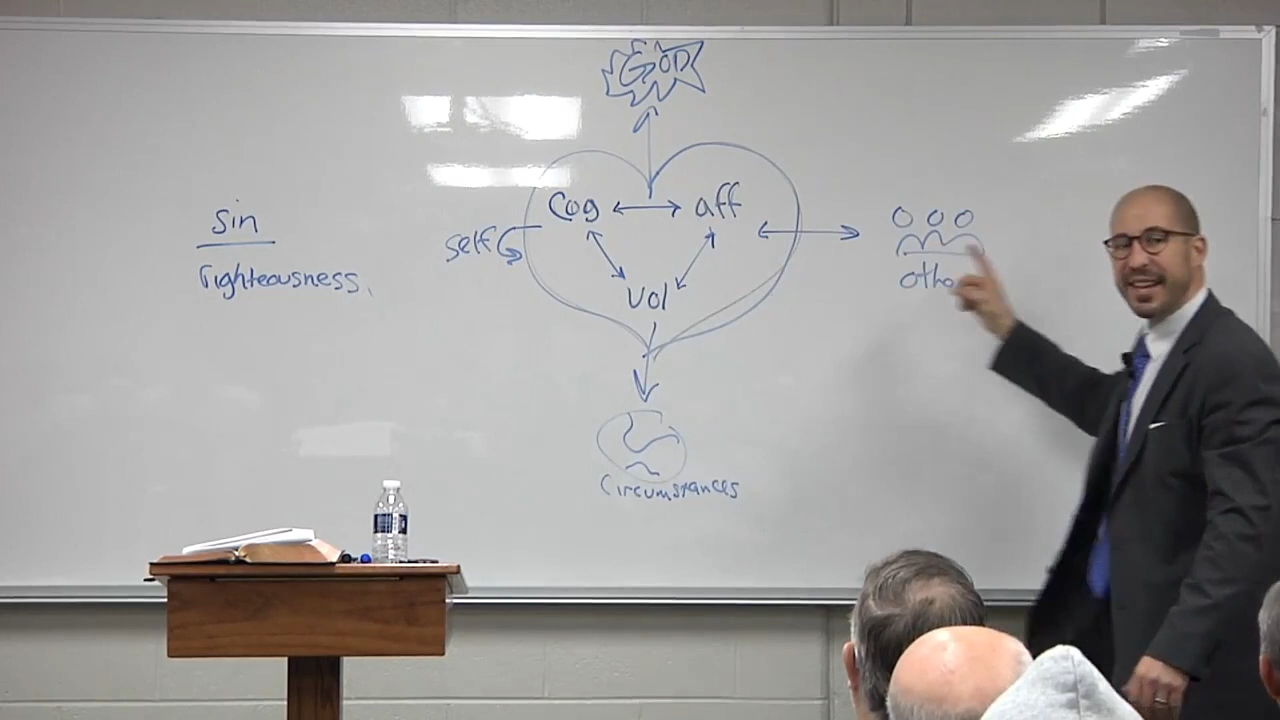 GOD
sin
righteousness
self
Cog
aff
vol
Circumstances